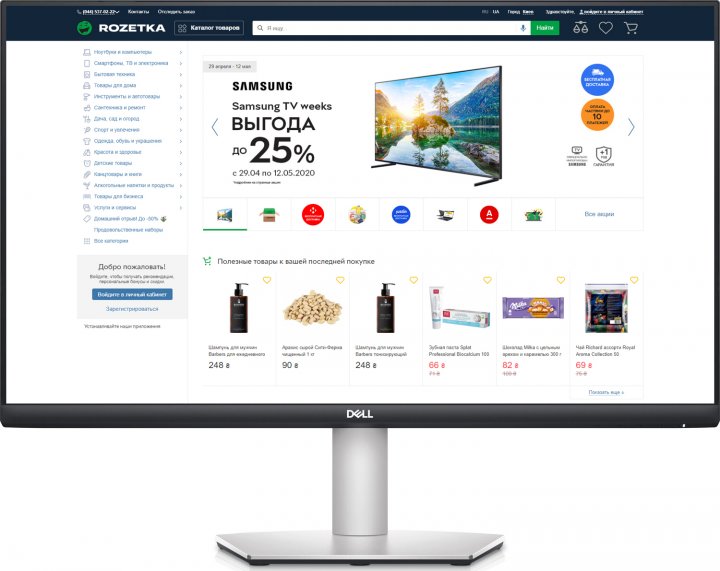 (044) 537-02-22
Контакты
Отследить заказ
RU
UA
Город Киев
Здравствуйте, войдите в личный кабинет
ROZETKA
Каталог товаров
Я ищу...
Найти
Ноутбуки и компьютеры
Смартфоны, ТВ и электроника
Бытовая техника
Товары для дома
Инструменты и автотовары
Сантехника и ремонт
Дача, сад и огород
Спорт и увлечения
Одежда, обувь и украшения
Красота и здоровье
Детские товары
Канцтовары и книги
Алкогольные напитки и продукты
Товары для бизнеса
Услуги и сервисы
Домашний отрыв! До -50%
Продовольственные наборы
Все категории
Добро пожаловать!
Войдите, чтобы получать рекомендации,
персональные бонусы и скидки.
Войдите в личный кабинет
Зарегистрироваться
Устанавливайте наши приложения
29 апреля - 12 мая
SAMSUNG
Samsung TV weeks
ВЫГОДА
ДО 25%
с 29.04 по 12.05.2020
*подробнее на странице акции
БЕСПЛАТНАЯ
ДОСТАВКА
ОПЛАТА
ЧАСТЯМИ ДО
10
ПЛАТЕЖЕЙ
SAMSUNG
+1 год
ГАРАНТИЯ
Все акции
Полезные товары к вашей последней покупке
Шампунь для мужчин
Barbers для ежедневного
248 ₴
Арахис сырой Сити-Ферма
чищенный 1 кг
90 ₴
Шампунь для мужчин
Barbers тонизирующий
248 ₴
Зубная паста Splat
Professional Biocalcium 100
66 ₴
71 ₴
Шоколад Milka с цельным
орехом и карамелью 300 г
82 ₴
103 ₴
Чай Richard ассорти Royal
Aroma Collection 50
69 ₴
75 ₴
Показать еще
DELL